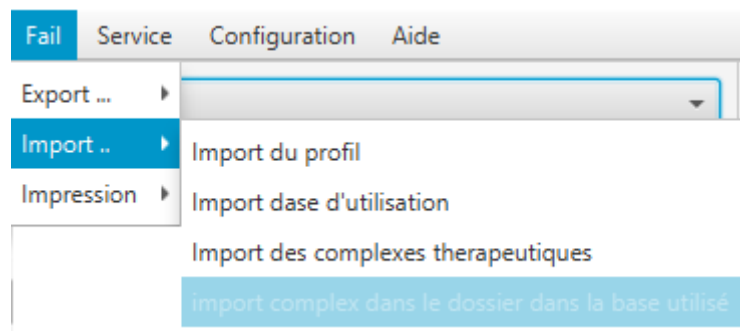 Fail Service Configuration Aide
Export ...
Import ..
Import du profil
Impression
Import dase d'utilisation
Import des complexes therapeutiques
import complex dans le dossier dans la base utilisé